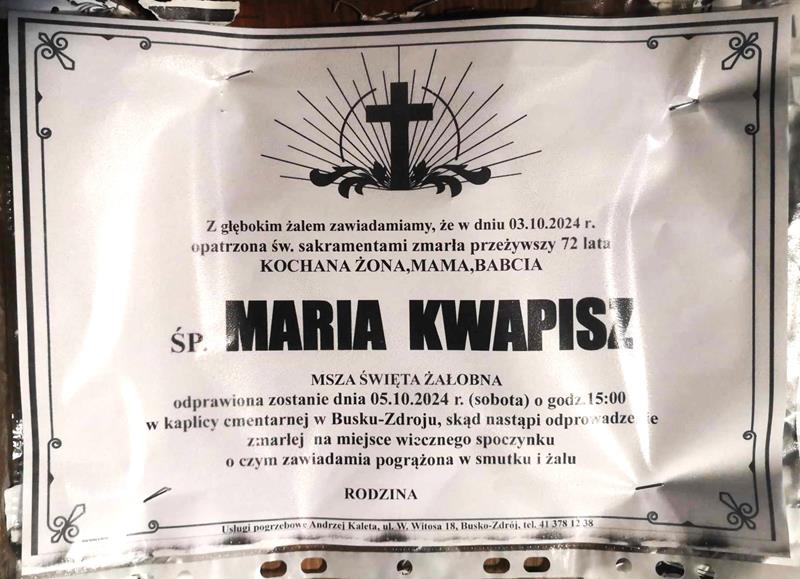 Z głębokim żalem zawiadamiamy, że w dniu 03.10.2024 r.
opatrzona św. sakramentami zmarła przeżywszy 72 lata
KOCHANA ŻONA,MAMA,BABCIA
ŚP. MARIA KWAPISZ
MSZA ŚWIĘTA ŻAŁOBNA
odprawiona zostanie dnia 05.10.2024 r. (sobota) o godz.15:00
w kaplicy cmentarnej w Busku-Zdroju, skąd nastąpi odprowadzenie
zmarłej na miejsce wiecznego spoczynku
o czym zawiadamia pogrążona w smutku i żalu
RODZINA
Usługi pogrzebowe Andrzej Kaleta, ul. W. Witosa 18, Busko-Zdrój, tel. 41 378 12 38